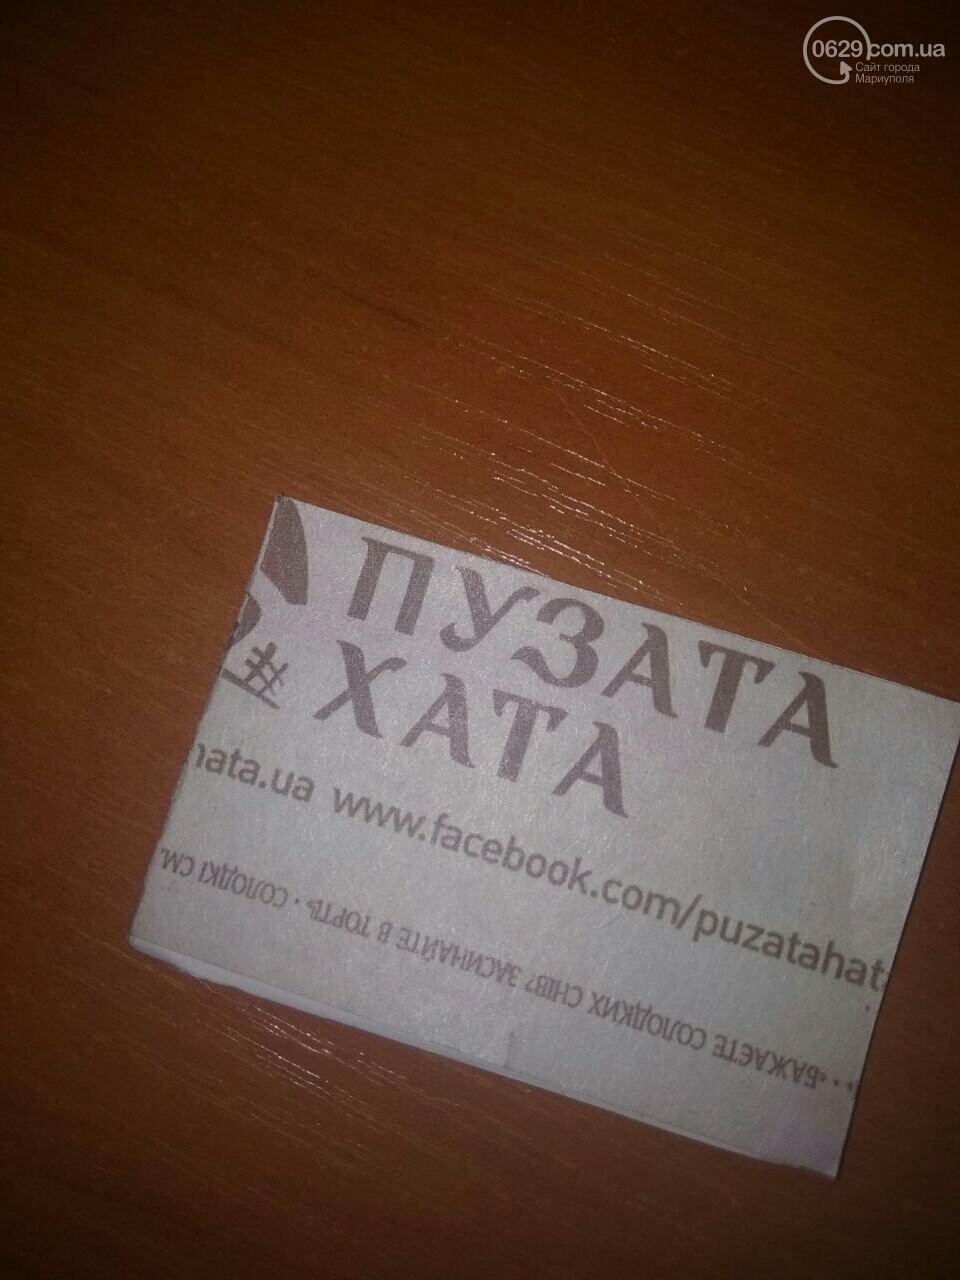 0629.com.ua
Сайт города
Мариуполя
ПУЗАТА
ХАТА
hata.ua www.facebook.com/puzatahat
• «БАЖАЄТЕ СОЛОДКИХ СНІВ? ЗАСИНАЙТЕ В ТОРТІ» • СОЛОДКІ СМ